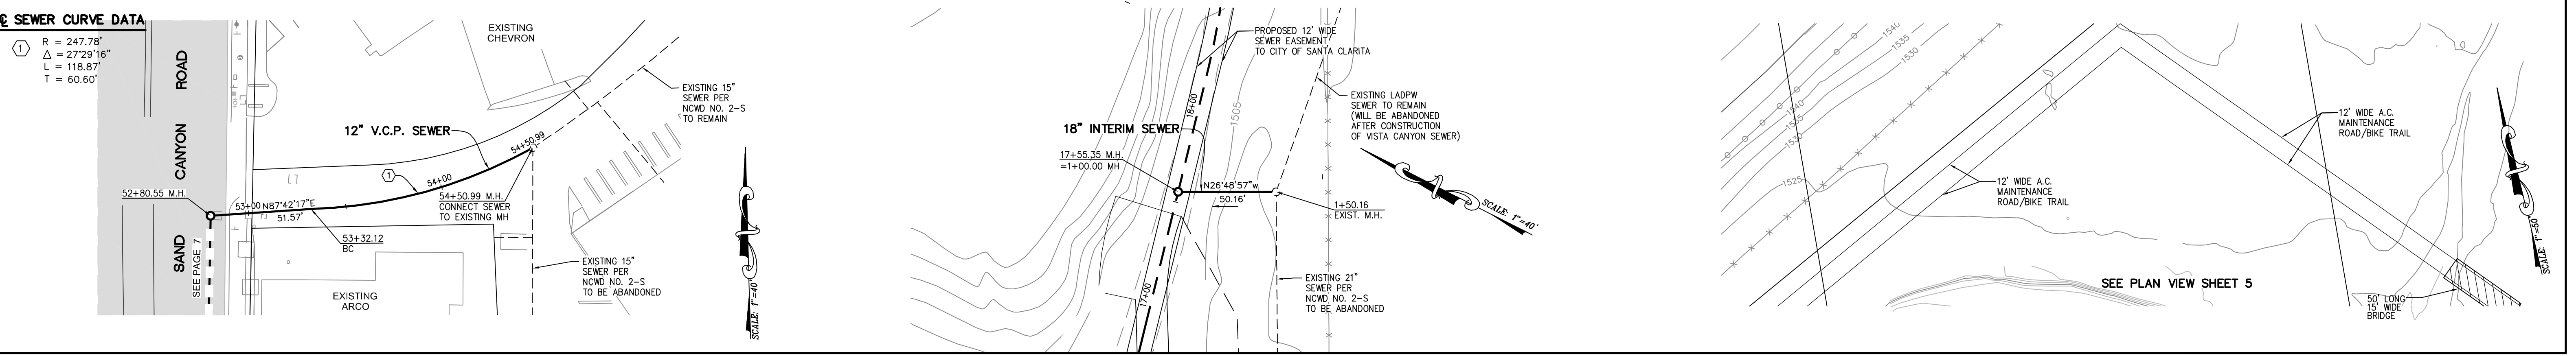 ℄ SEWER CURVE DATA
1
R = 247.78'
Δ = 27°29'16"
L = 118.87'
T = 60.60'
SAND CANYON ROAD
EXISTING
CHEVRON
EXISTING 15"
SEWER PER
NCWD NO. 2-S
TO REMAIN
12" V.C.P. SEWER
54+50.99
1
54+00
52+80.55 M.H.
53+00
N87°42'17"E
51.57'
54+50.99 M.H.
CONNECT SEWER
TO EXISTING MH
53+32.12
BC
SEE PAGE 7
EXISTING
ARCO
EXISTING 15"
SEWER PER
NCWD NO. 2-S
TO BE ABANDONED
SCALE: 1"=40'
PROPOSED 12' WIDE
SEWER EASEMENT
TO CITY OF SANTA CLARITA
18+00
1505
EXISTING LADPW
SEWER TO REMAIN
(WILL BE ABANDONED
AFTER CONSTRUCTION
OF VISTA CANYON SEWER)
18" INTERIM SEWER
17+55.35 M.H.
=1+00.00 MH
N26°48'57"W
50.16'
1+50.16
EXIST. M.H.
SCALE: 1"=40'
EXISTING 21"
SEWER PER
NCWD NO. 2-S
TO BE ABANDONED
17+00
1540
1535
1530
1540
1535
1530
1525
12' WIDE A.C.
MAINTENANCE
ROAD/BIKE TRAIL
12' WIDE A.C.
MAINTENANCE
ROAD/BIKE TRAIL
SEE PLAN VIEW SHEET 5
50' LONG
15' WIDE
BRIDGE
SCALE: 1"=50'